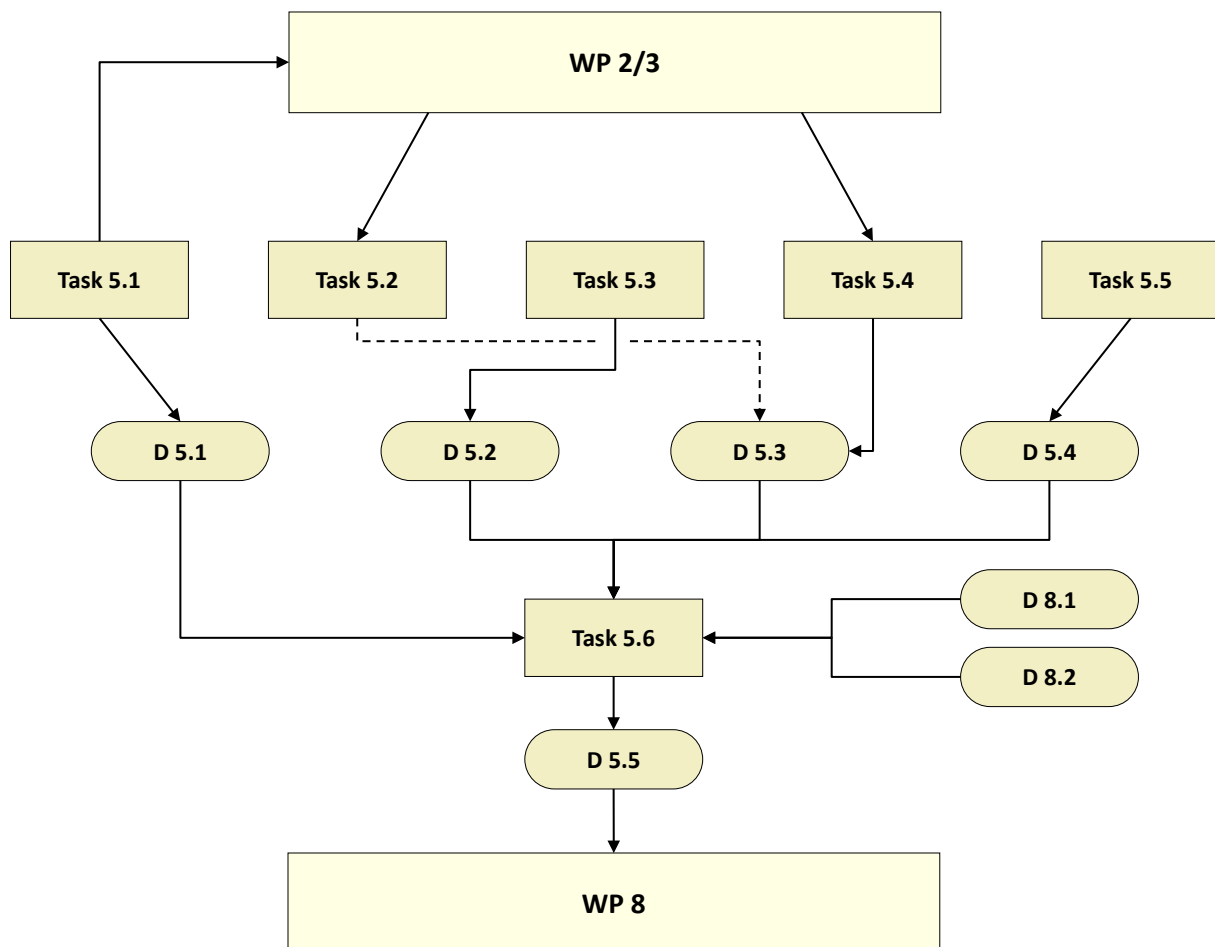 WP 2/3
Task 5.1
Task 5.2
Task 5.3
Task 5.4
Task 5.5
D 5.1
D 5.2
D 5.3
D 5.4
D 8.1
Task 5.6
D 8.2
D 5.5
WP 8